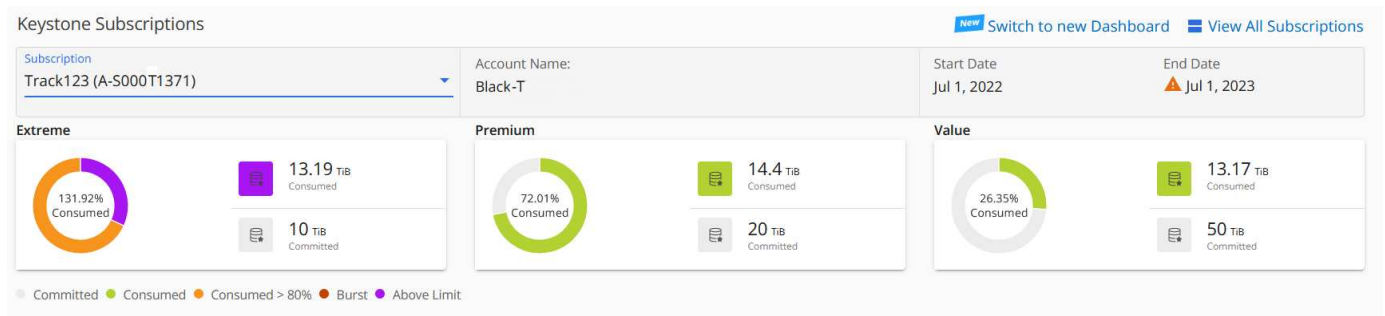 Keystone Subscriptions
New Switch to new Dashboard View All Subscriptions
Subscription
Track123 (A-S000T1371)
Account Name:
Black-T
Start Date
Jul 1, 2022
End Date
Jul 1, 2023
Extreme
131.92%
Consumed
13.19 TiB
Consumed
10 TiB
Committed
Premium
72.01%
Consumed
14.4 TiB
Consumed
20 TiB
Committed
Value
26.35%
Consumed
13.17 TiB
Consumed
50 TiB
Committed
Committed Consumed Consumed > 80% Burst Above Limit